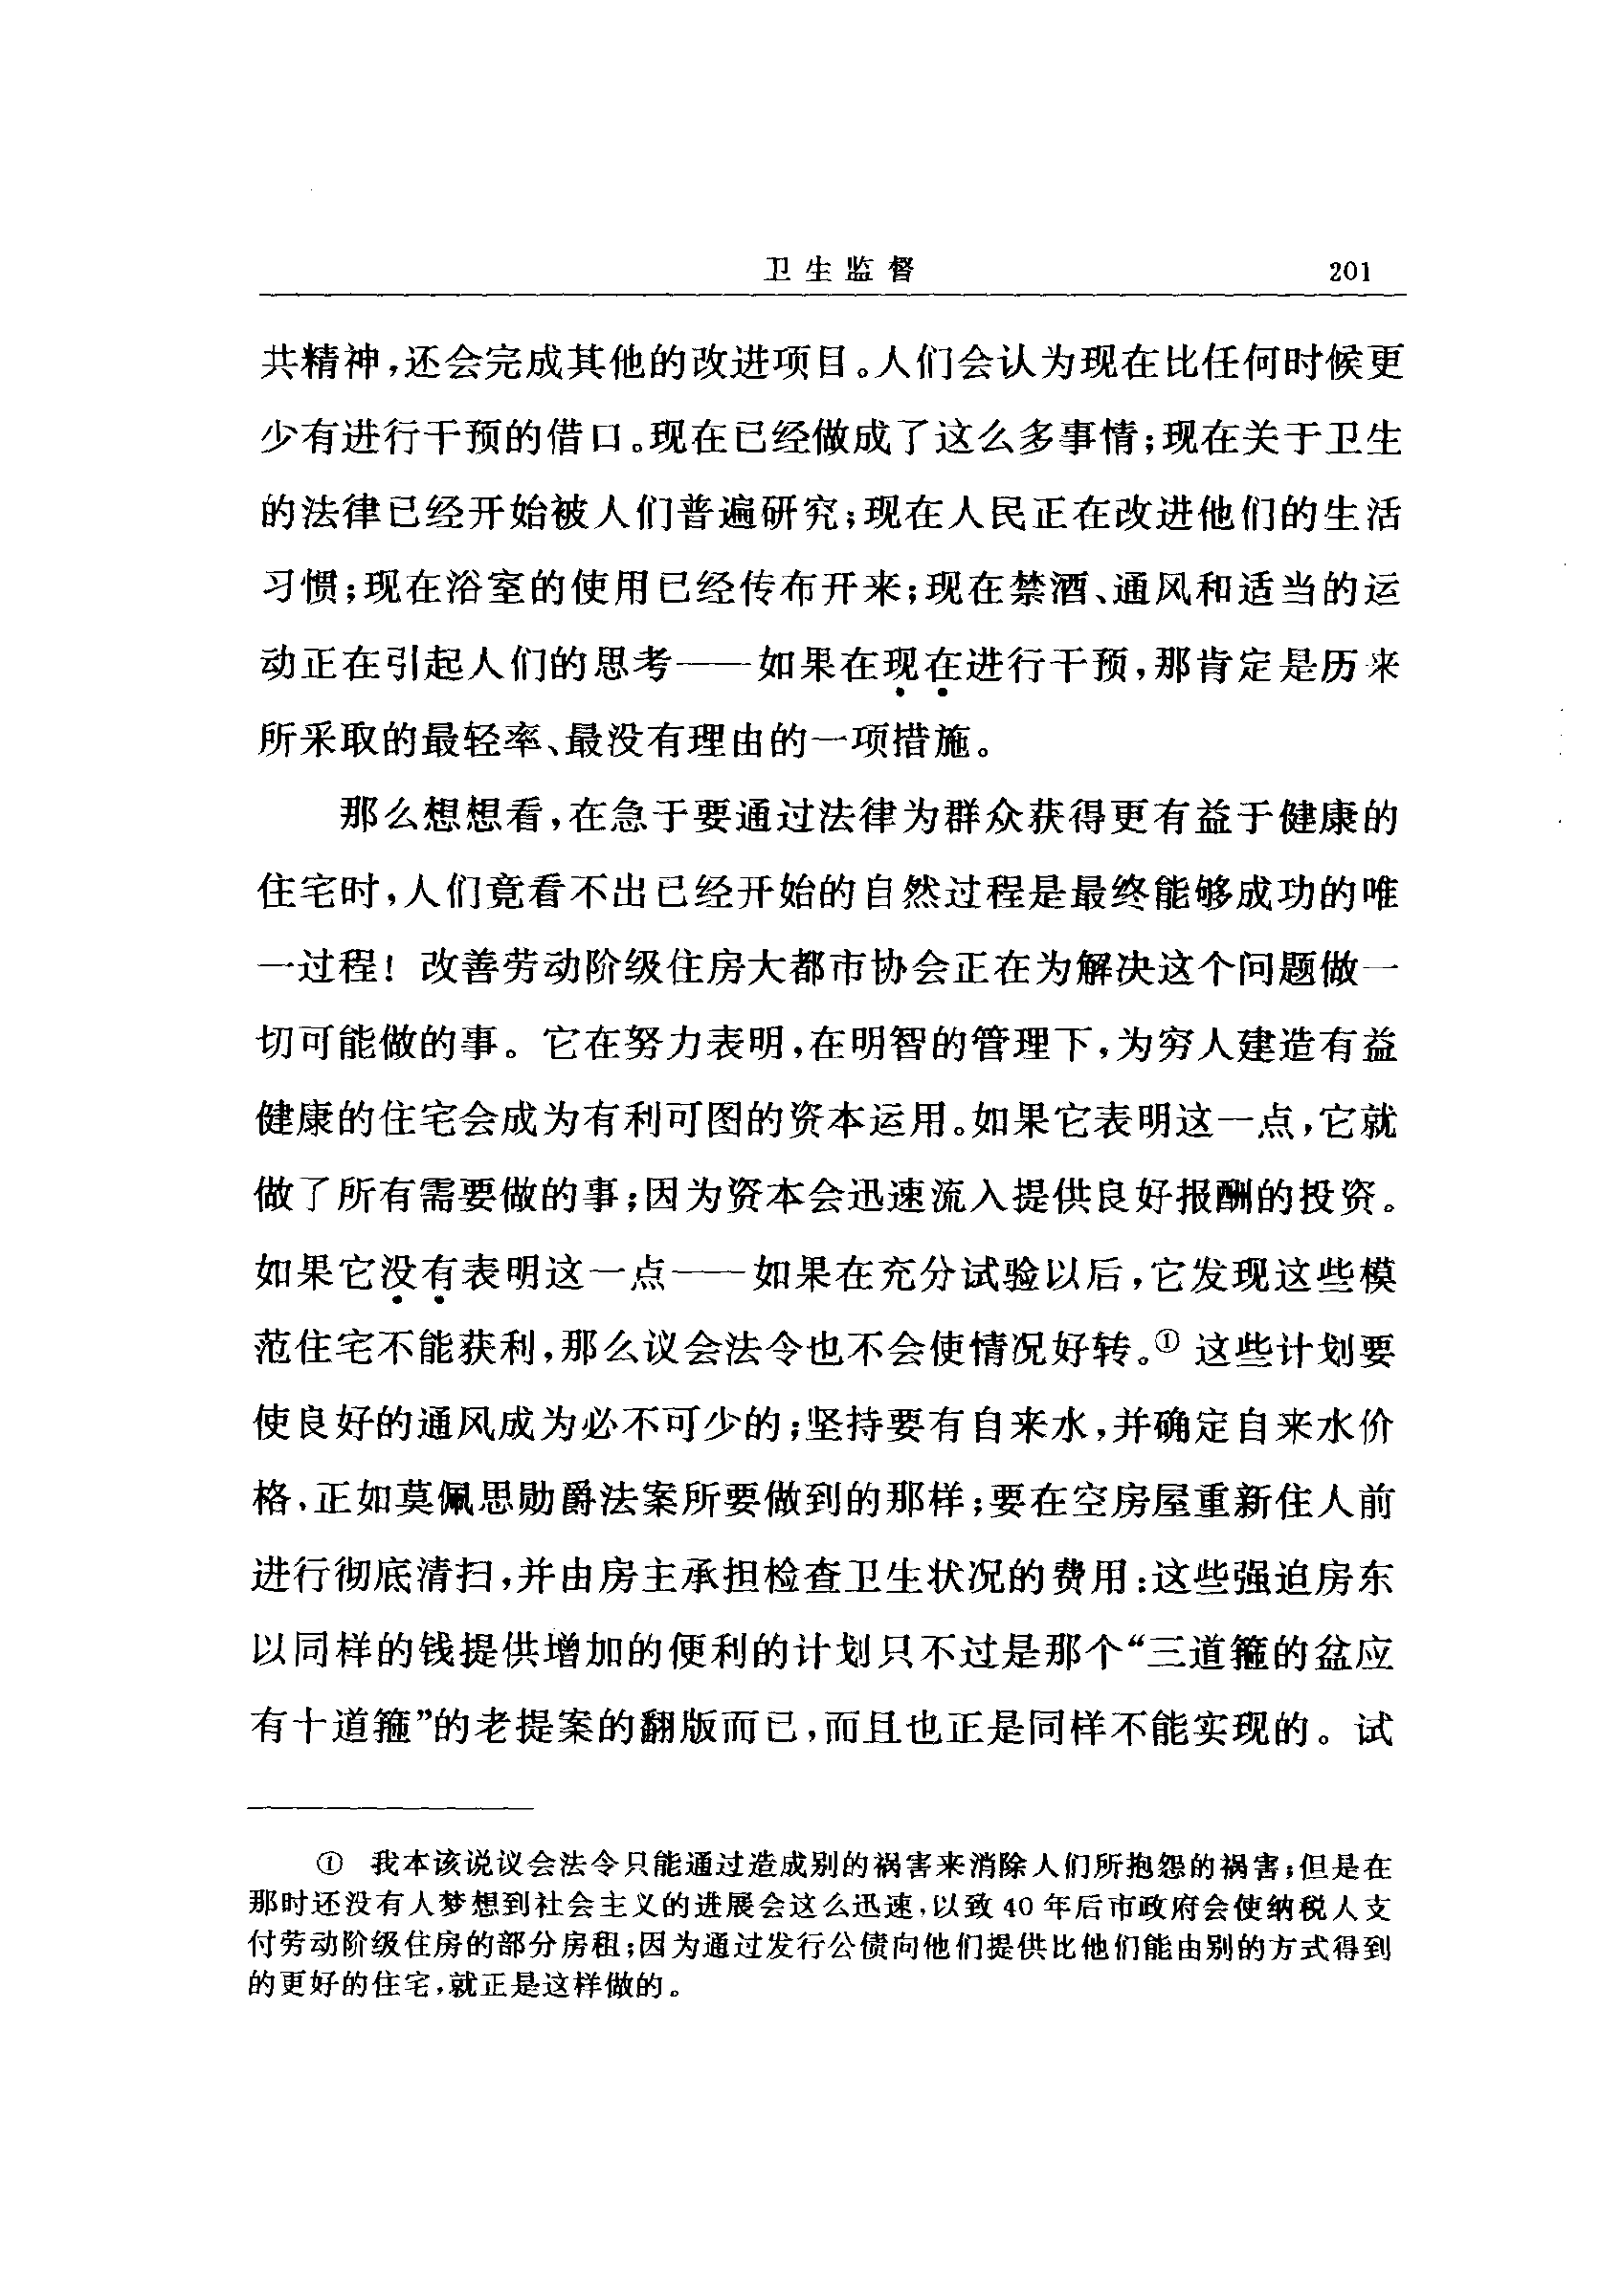 卫生监督 201
共精神，还会完成其他的改进项目。人们会认为现在比任何时候更
少有进行干预的借口。现在已经做成了这么多事情；现在关于卫生
的法律已经开始被人们普遍研究；现在人民正在改进他们的生活
习惯；现在浴室的使用已经传布开来；现在禁酒、通风和适当的运
动正在引起人们的思考——如果在现在进行干预，那肯定是历来
所采取的最轻率、最没有理由的一项措施。
那么想想看，在急于要通过法律为群众获得更有益于健康的
住宅时，人们竟看不出已经开始的自然过程是最终能够成功的唯
一过程！改善劳动阶级住房大都市协会正在为解决这个问题做一
切可能做的事。它在努力表明，在明智的管理下，为穷人建造有益
健康的住宅会成为有利可图的资本运用。如果它表明这一点，它就
做了所有需要做的事；因为资本会迅速流入提供良好报酬的投资。
如果它没有表明这一点——如果在充分试验以后，它发现这些模
范住宅不能获利，那么议会法令也不会使情况好转。① 这些计划要
使良好的通风成为必不可少的；坚持要有自来水，并确定自来水价
格，正如莫佩思勋爵法案所要做到的那样；要在空房屋重新住人前
进行彻底清扫，并由房主承担检查卫生状况的费用：这些强迫房东
以同样的钱提供增加的便利的计划只不过是那个“三道箍的盆应
有十道箍”的老提案的翻版而已，而且也正是同样不能实现的。试
① 我本该说议会法令只能通过造成别的祸害来消除人们所抱怨的祸害；但是在
那时还没有人梦想到社会主义的进展会这么迅速，以致 40 年后市政府会使纳税人支
付劳动阶级住房的部分房租；因为通过发行公债向他们提供比他们能由别的方式得到
的更好的住宅，就正是这样做的。